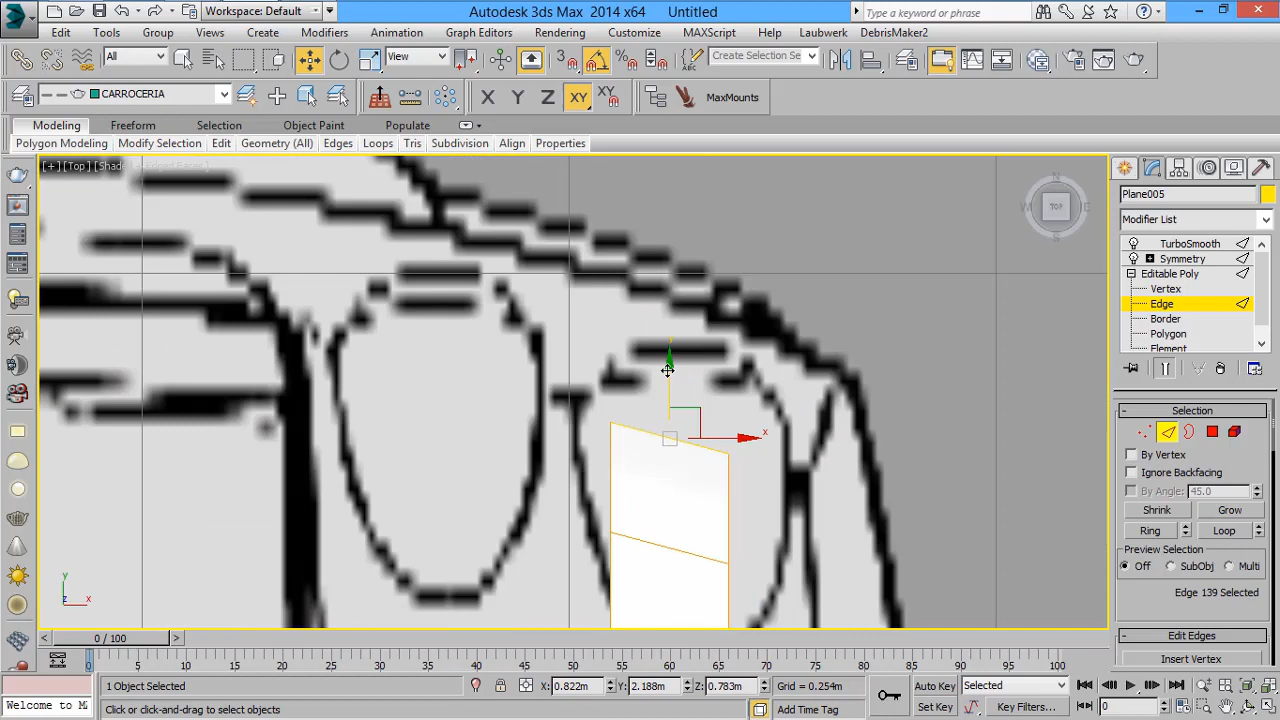 Workspace: Default
Autodesk 3ds Max 2014 x64 Untitled
Type a keyword or phrase
Edit Tools Group Views Create Modifiers Animation Graph Editors Rendering Customize MAXScript Help Laubwerk DebrisMaker2
All View Create Selection Se
CARROCERIA X Y Z XY XY MaxMounts
Modeling Freeform Selection Object Paint Populate
Polygon Modeling Modify Selection Edit Geometry (All) Edges Loops Tris Subdivision Align Properties
[+] [Top]
TOP
y
x
y
z x
Plane005
Modifier List
TurboSmooth
Symmetry
Editable Poly
Vertex
Edge
Border
Polygon
Element
Selection
By Vertex
Ignore Backfacing
By Angle: 45.0
Shrink Grow
Ring Loop
Preview Selection
Off SubObj Multi
Edge 139 Selected
Edit Edges
Insert Vertex
0 / 100
0 5 10 15 20 25 30 35 40 45 50 55 60 65 70 75 80 85 90 95 100
1 Object Selected X: 0.822m Y: 2.188m Z: 0.783m Grid = 0.254m Auto Key Selected
Welcome to M Click or click-and-drag to select objects Add Time Tag Set Key Key Filters... 0